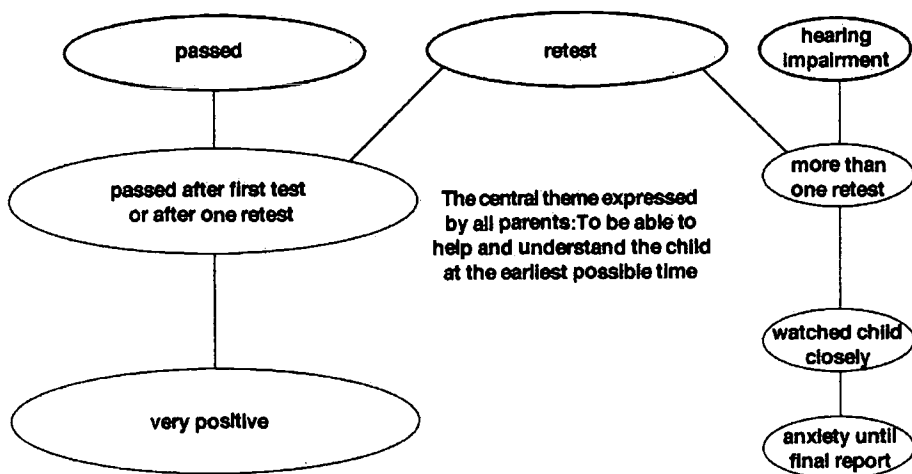 passed
retest
hearing
impairment
passed after first test
or after one retest
more than
one retest
The central theme expressed
by all parents:To be able to
help and understand the child
at the earliest possible time
watched child
closely
very positive
anxiety until
final report